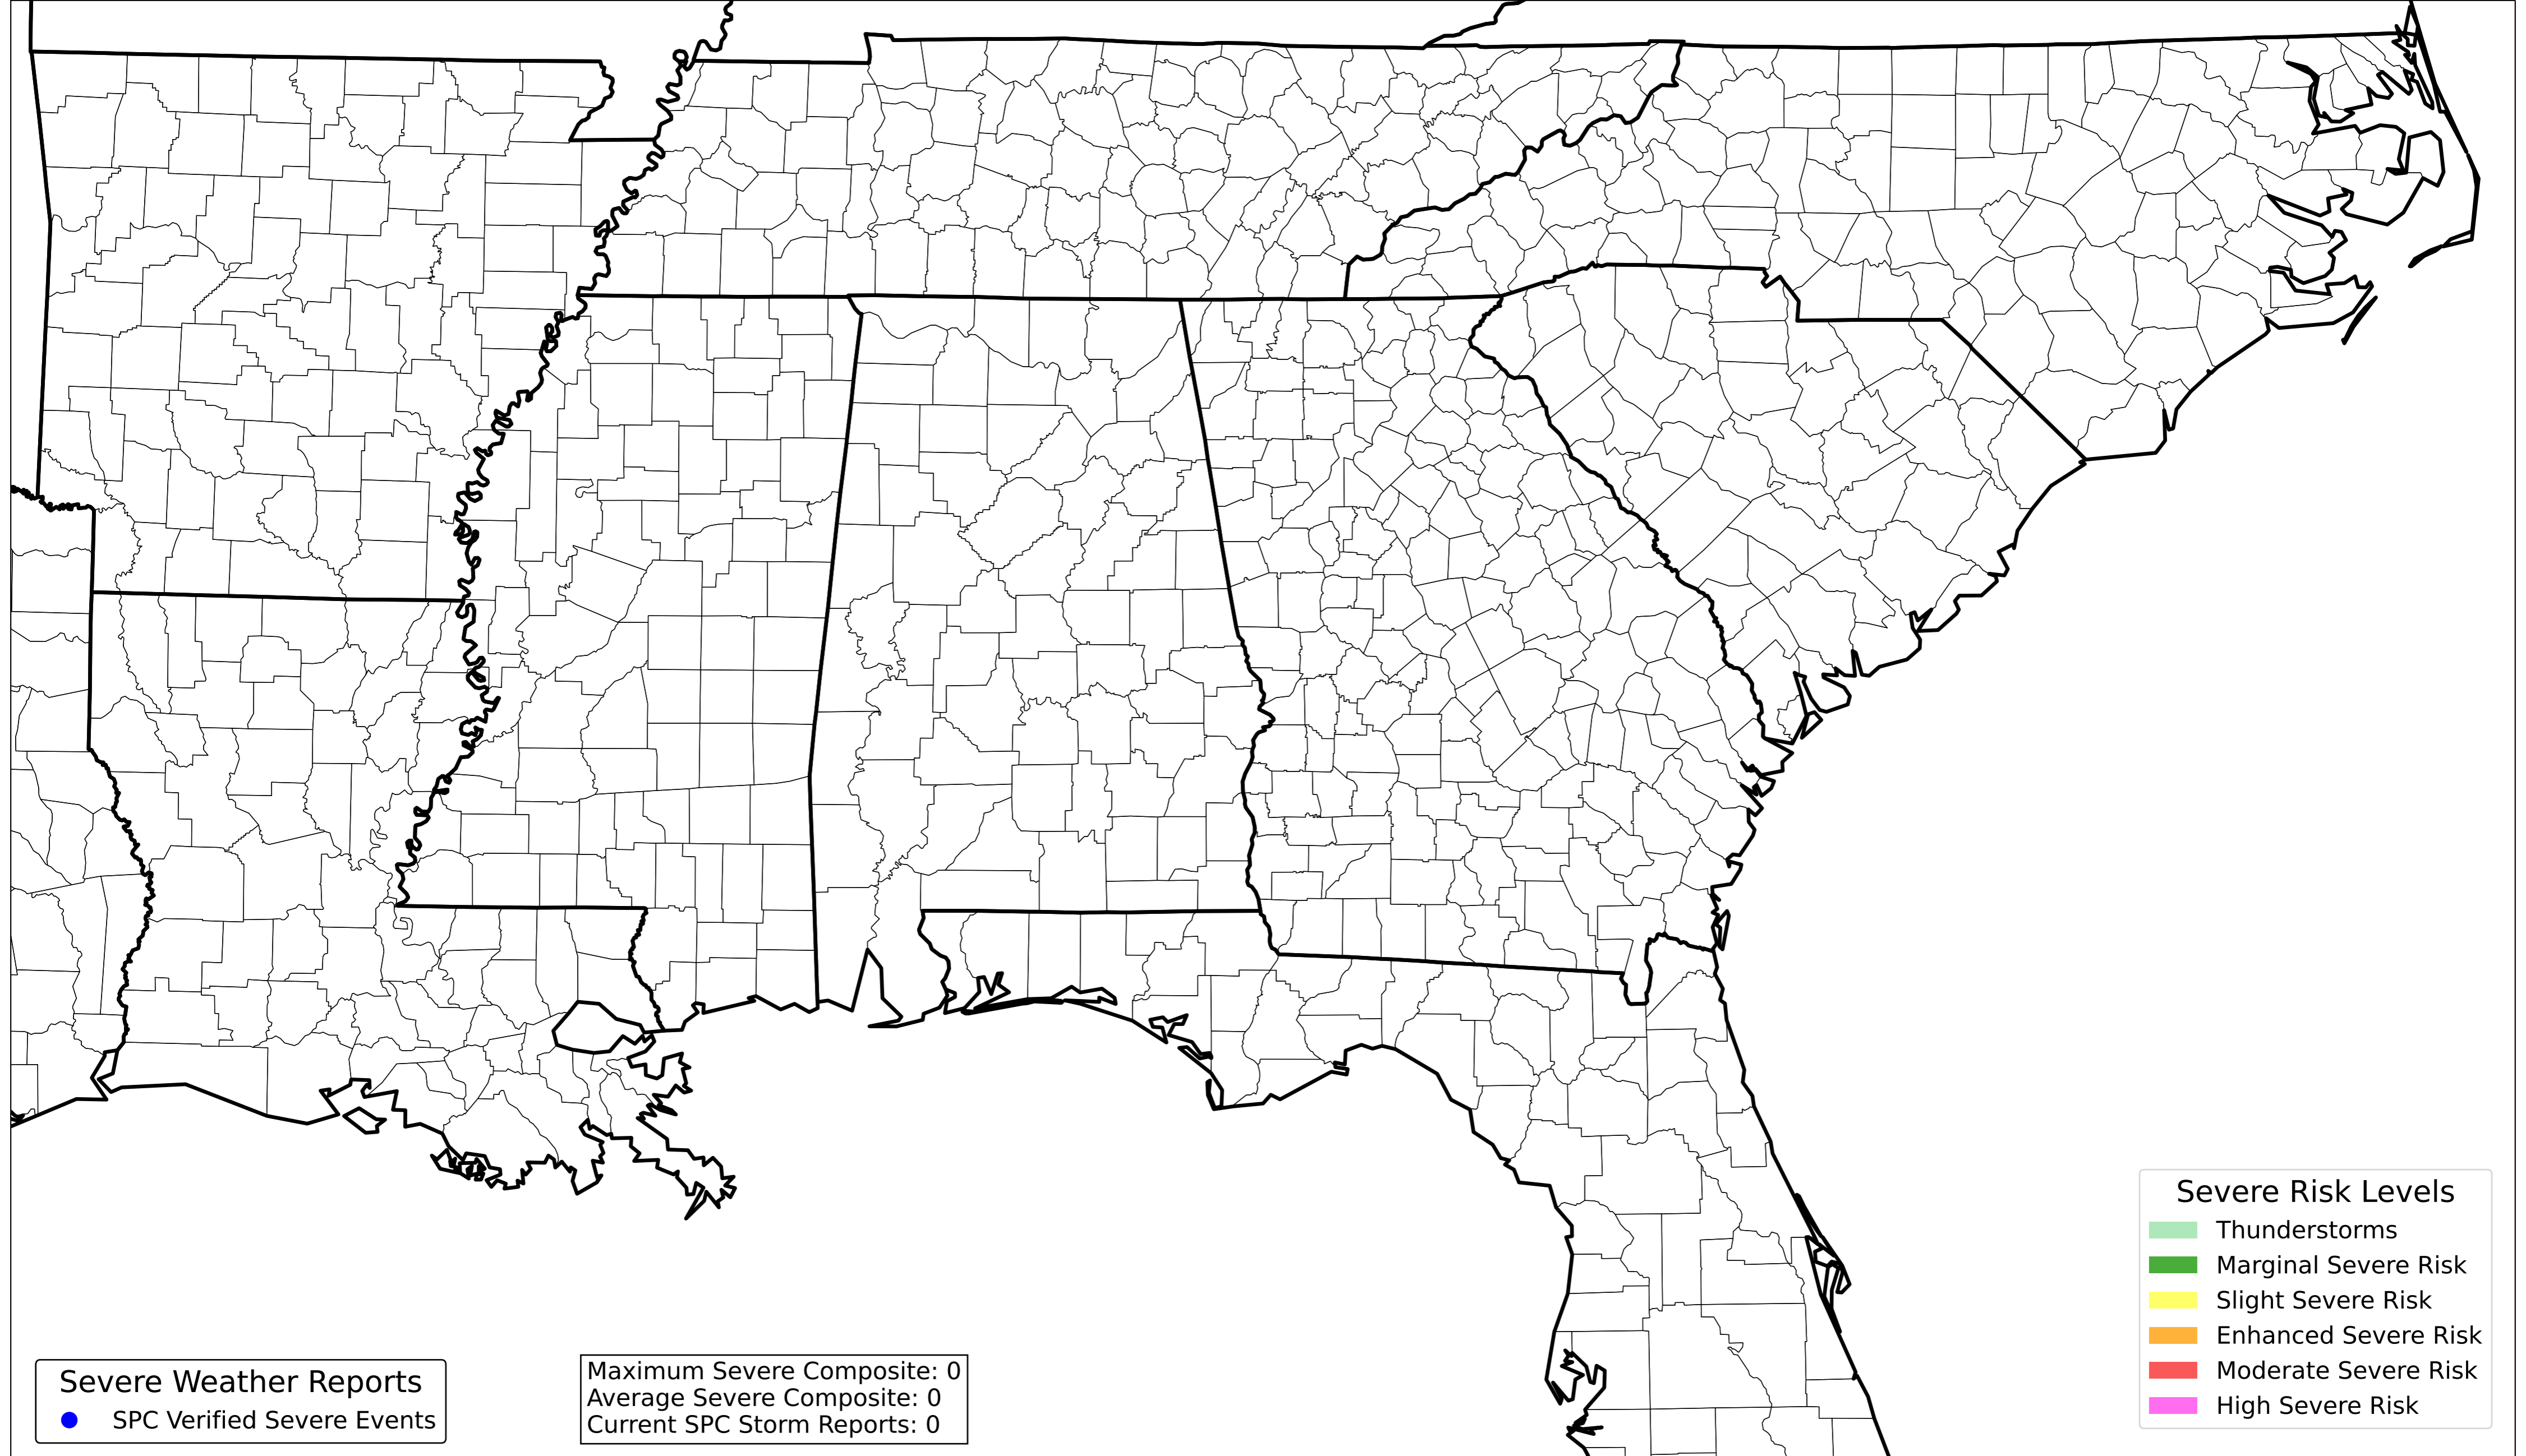 Severe Risk Levels
Thunderstorms
Marginal Severe Risk
Slight Severe Risk
Enhanced Severe Risk
Moderate Severe Risk
High Severe Risk
Severe Weather Reports
SPC Verified Severe Events
Maximum Severe Composite: 0
Average Severe Composite: 0
Current SPC Storm Reports: 0